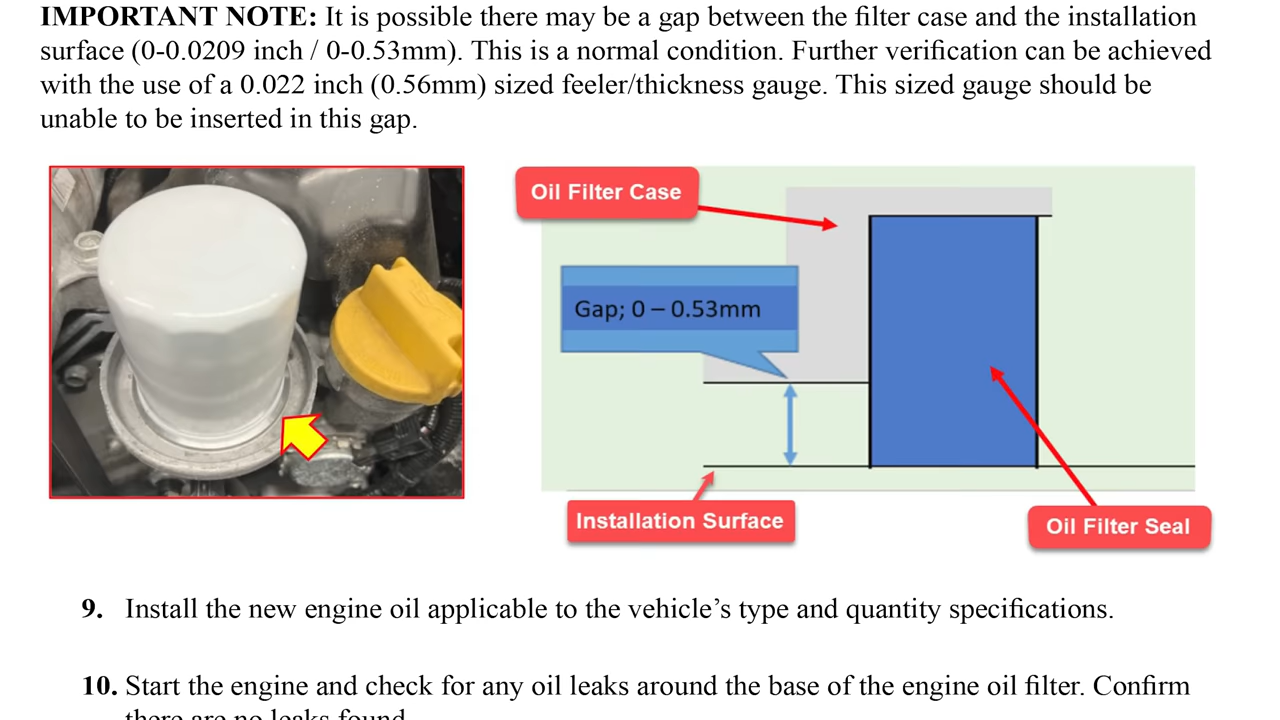 IMPORTANT NOTE: It is possible there may be a gap between the filter case and the installation
surface (0-0.0209 inch / 0-0.53mm). This is a normal condition. Further verification can be achieved
with the use of a 0.022 inch (0.56mm) sized feeler/thickness gauge. This sized gauge should be
unable to be inserted in this gap.
Oil Filter Case
Gap; 0 – 0.53mm
Installation Surface
Oil Filter Seal
9. Install the new engine oil applicable to the vehicle’s type and quantity specifications.
10. Start the engine and check for any oil leaks around the base of the engine oil filter. Confirm
there are no leaks found